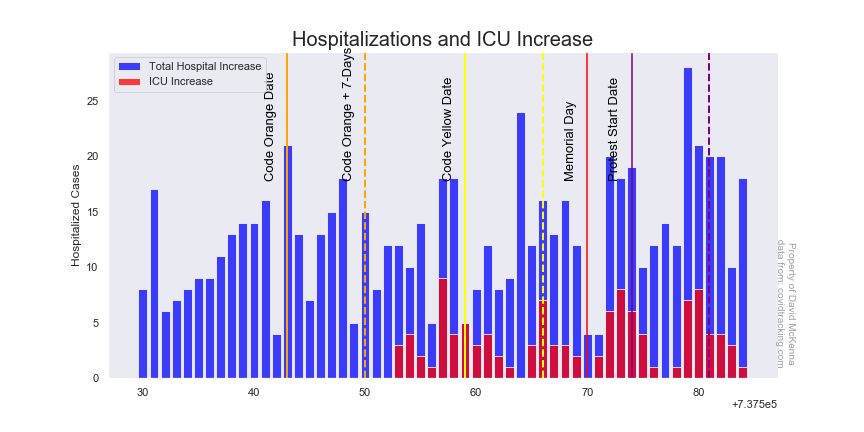 Hospitalizations and ICU Increase
Total Hospital Increase
ICU Increase
Code Orange Date
Code Orange + 7-Days
Code Yellow Date
Memorial Day
Protest Start Date
Hospitalized Cases
25
20
15
10
5
0
30
40
50
60
70
80
+7.375e5
Property of David McKenna
data from: covidtracking.com